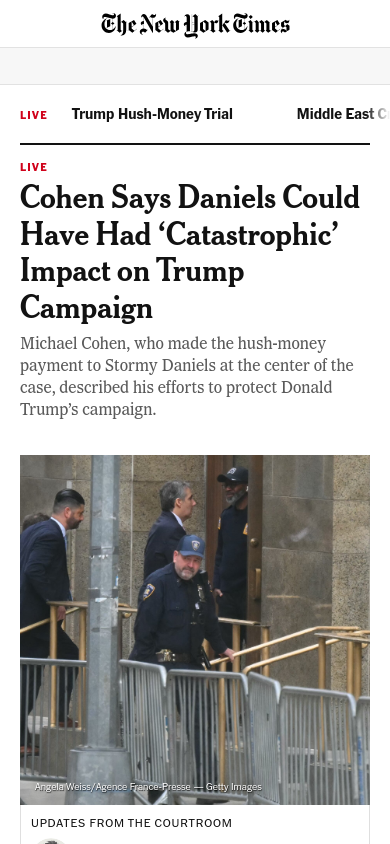 The New York Times
LIVE Trump Hush-Money Trial Middle East
LIVE
Cohen Says Daniels Could
Have Had ‘Catastrophic’
Impact on Trump
Campaign
Michael Cohen, who made the hush-money
payment to Stormy Daniels at the center of the
case, described his efforts to protect Donald
Trump’s campaign.
Angela Weiss/Agence France-Presse — Getty Images
UPDATES FROM THE COURTROOM